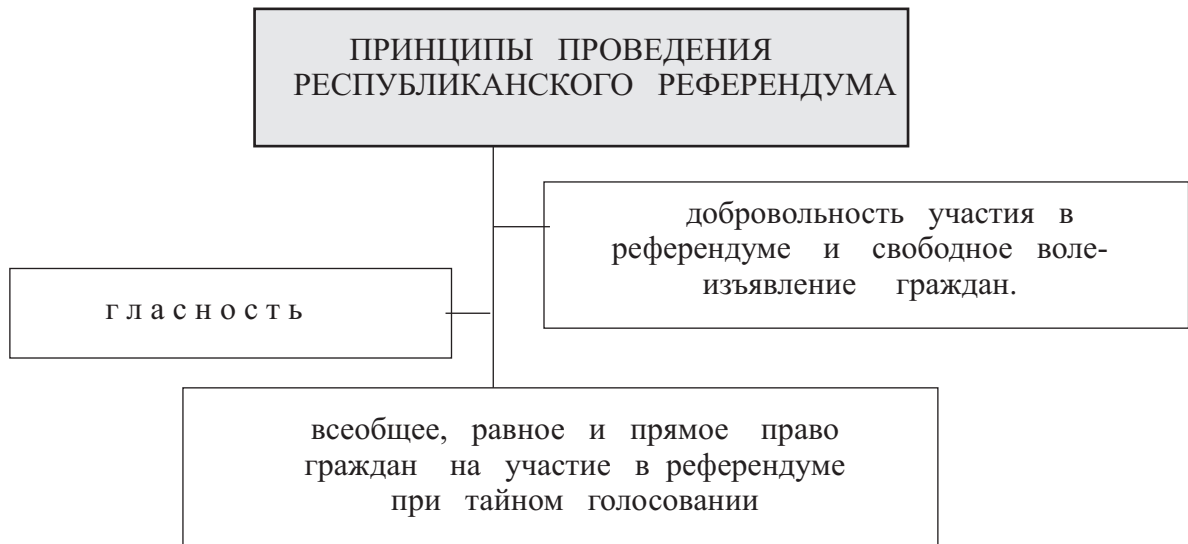 ПРИНЦИПЫ ПРОВЕДЕНИЯ
РЕСПУБЛИКАНСКОГО РЕФЕРЕНДУМА
добровольность участия в
референдуме и свободное воле-
изъявление граждан.
г л а с н о с т ь
всеобщее, равное и прямое право
граждан на участие в референдуме
при тайном голосовании